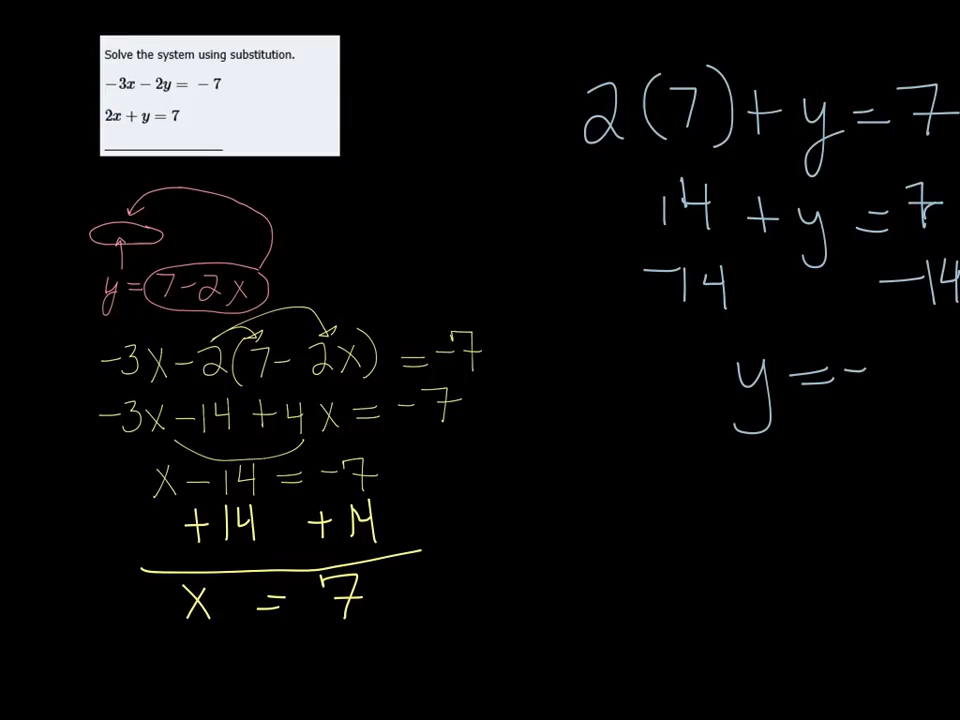 Solve the system using substitution.
−3x − 2y = −7
2x + y = 7
y = 7 − 2x
−3x − 2(7 − 2x) = −7
−3x − 14 + 4x = −7
x − 14 = −7
+14 +14
x = 7
2(7) + y = 7
14 + y = 7
−14 −14
y = −